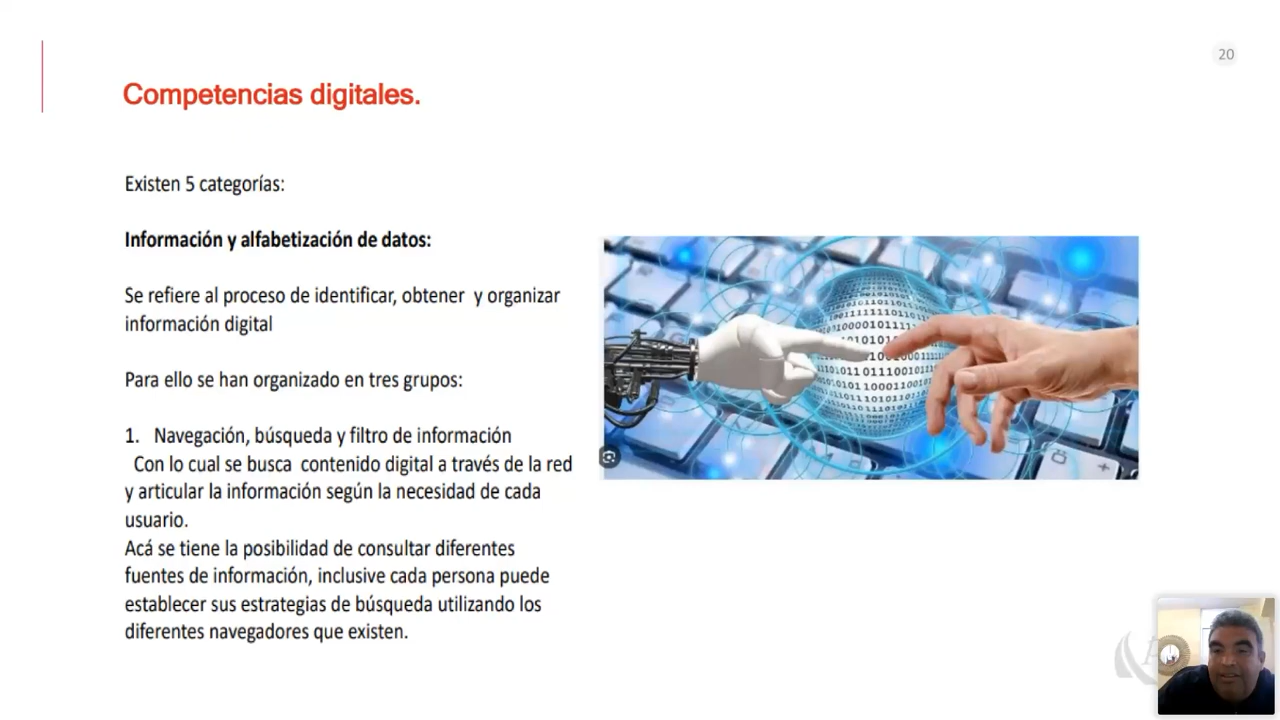 20
Competencias digitales.
Existen 5 categorías:
Información y alfabetización de datos:
Se refiere al proceso de identificar, obtener y organizar
información digital
Para ello se han organizado en tres grupos:
1. Navegación, búsqueda y filtro de información
Con lo cual se busca contenido digital a través de la red
y articular la información según la necesidad de cada
usuario.
Acá se tiene la posibilidad de consultar diferentes
fuentes de información, inclusive cada persona puede
establecer sus estrategias de búsqueda utilizando los
diferentes navegadores que existen.